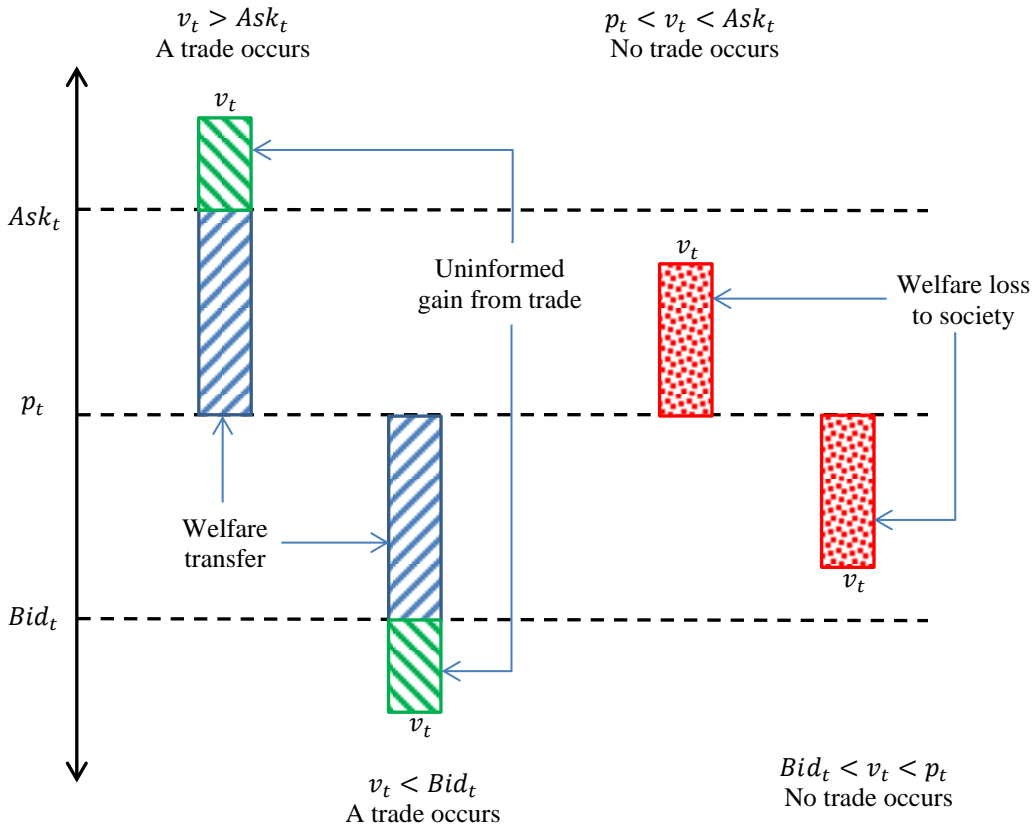 v_t > Ask_t
A trade occurs
p_t < v_t < Ask_t
No trade occurs
v_t
Ask_t
v_t
Uninformed
gain from trade
Welfare loss
to society
p_t
Welfare
transfer
v_t
Bid_t
v_t
v_t < Bid_t
A trade occurs
Bid_t < v_t < p_t
No trade occurs